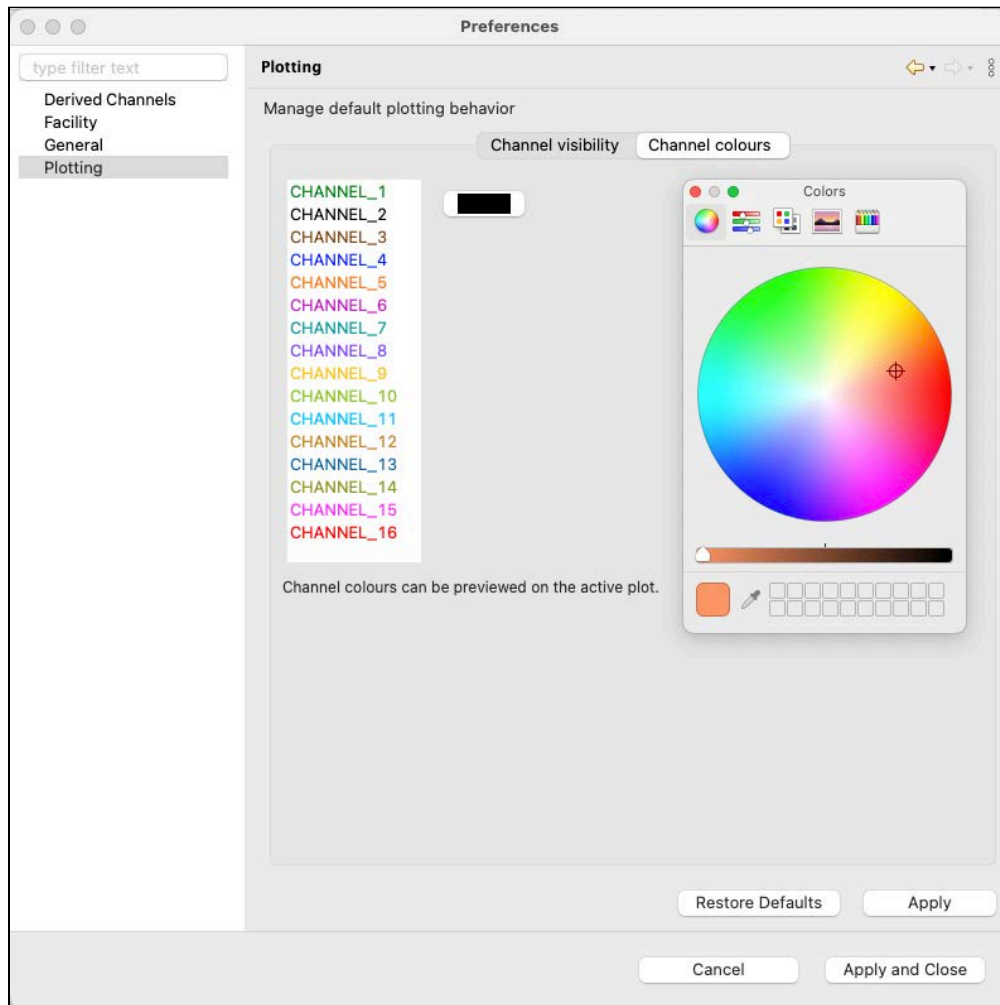 Preferences
type filter text
Derived Channels
Facility
General
Plotting
Plotting
Manage default plotting behavior
Channel visibility
Channel colours
CHANNEL_1
CHANNEL_2
CHANNEL_3
CHANNEL_4
CHANNEL_5
CHANNEL_6
CHANNEL_7
CHANNEL_8
CHANNEL_9
CHANNEL_10
CHANNEL_11
CHANNEL_12
CHANNEL_13
CHANNEL_14
CHANNEL_15
CHANNEL_16
Channel colours can be previewed on the active plot.
Colors
Restore Defaults
Apply
Cancel
Apply and Close